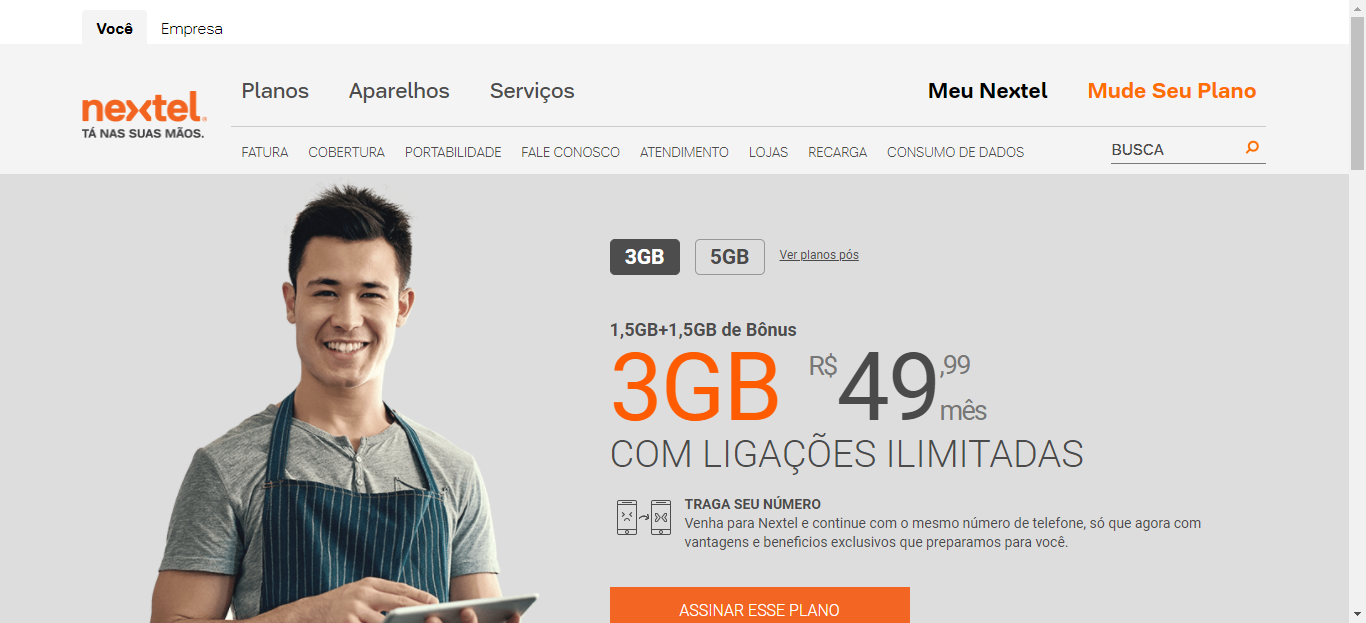 Você Empresa
nextel
TÁ NAS SUAS MÃOS.
Planos Aparelhos Serviços Meu Nextel Mude Seu Plano
FATURA COBERTURA PORTABILIDADE FALE CONOSCO ATENDIMENTO LOJAS RECARGA CONSUMO DE DADOS BUSCA
3GB 5GB Ver planos pós
1,5GB+1,5GB de Bônus
3GB R$49,99 mês
COM LIGAÇÕES ILIMITADAS
TRAGA SEU NÚMERO
Venha para Nextel e continue com o mesmo número de telefone, só que agora com
vantagens e beneficios exclusivos que preparamos para você.
ASSINAR ESSE PLANO